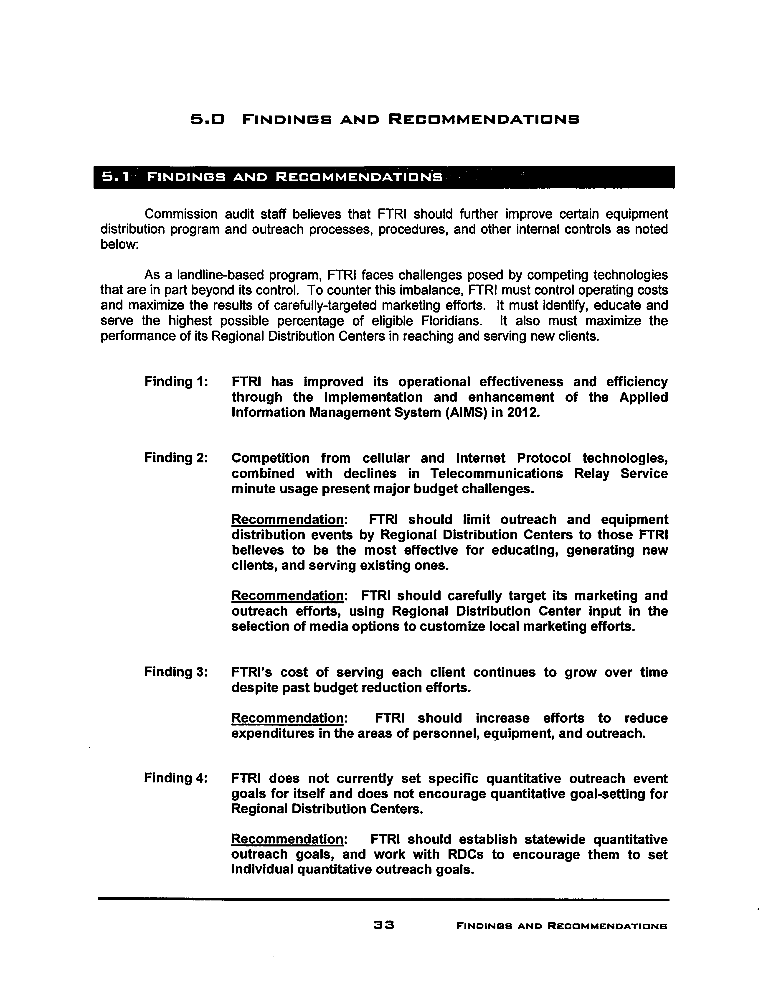 5.0 Findings and Recommendations
5.1 Findings and Recommendations
Commission audit staff believes that FTRI should further improve certain equipment
distribution program and outreach processes, procedures, and other internal controls as noted
below:
As a landline-based program, FTRI faces challenges posed by competing technologies
that are in part beyond its control. To counter this imbalance, FTRI must control operating costs
and maximize the results of carefully-targeted marketing efforts. It must identify, educate and
serve the highest possible percentage of eligible Floridians. It also must maximize the
performance of its Regional Distribution Centers in reaching and serving new clients.
Finding 1: FTRI has improved its operational effectiveness and efficiency
through the implementation and enhancement of the Applied
Information Management System (AIMS) in 2012.
Finding 2: Competition from cellular and Internet Protocol technologies,
combined with declines in Telecommunications Relay Service
minute usage present major budget challenges.
Recommendation: FTRI should limit outreach and equipment
distribution events by Regional Distribution Centers to those FTRI
believes to be the most effective for educating, generating new
clients, and serving existing ones.
Recommendation: FTRI should carefully target its marketing and
outreach efforts, using Regional Distribution Center input in the
selection of media options to customize local marketing efforts.
Finding 3: FTRI's cost of serving each client continues to grow over time
despite past budget reduction efforts.
Recommendation: FTRI should increase efforts to reduce
expenditures in the areas of personnel, equipment, and outreach.
Finding 4: FTRI does not currently set specific quantitative outreach event
goals for itself and does not encourage quantitative goal-setting for
Regional Distribution Centers.
Recommendation: FTRI should establish statewide quantitative
outreach goals, and work with RDCs to encourage them to set
individual quantitative outreach goals.
33 Findings and Recommendations